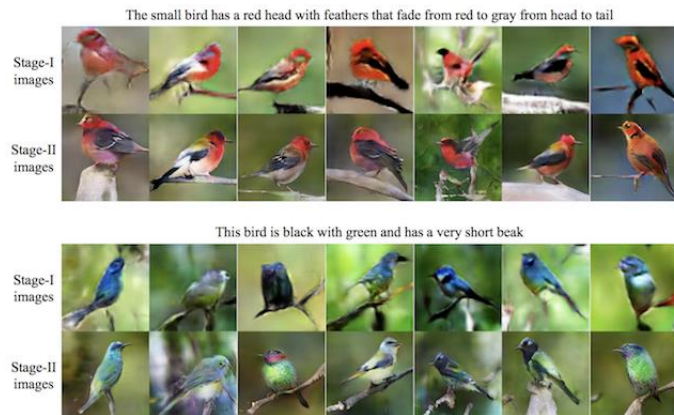 The small bird has a red head with feathers that fade from red to gray from head to tail
Stage-I
images
Stage-II
images
This bird is black with green and has a very short beak
Stage-I
images
Stage-II
images